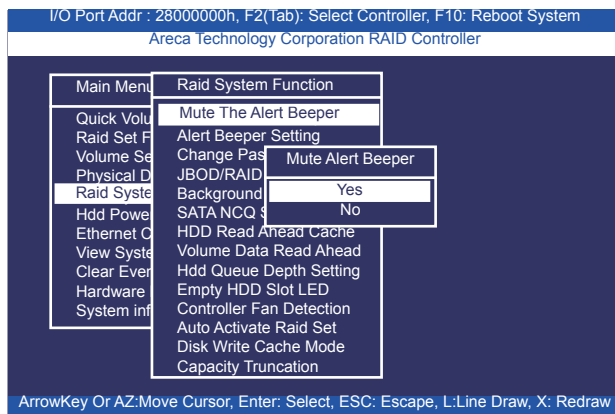 I/O Port Addr : 28000000h, F2(Tab): Select Controller, F10: Reboot System
Areca Technology Corporation RAID Controller
Main Menu
Quick Volu
Raid Set F
Volume Se
Physical D
Raid Syste
Hdd Powe
Ethernet C
View Syste
Clear Even
Hardware
System inf
Raid System Function
Mute The Alert Beeper
Alert Beeper Setting
Change Pas
JBOD/RAID
Background
SATA NCQ S
HDD Read Ahead Cache
Volume Data Read Ahead
Hdd Queue Depth Setting
Empty HDD Slot LED
Controller Fan Detection
Auto Activate Raid Set
Disk Write Cache Mode
Capacity Truncation
Mute Alert Beeper
Yes
No
ArrowKey Or AZ:Move Cursor, Enter: Select, ESC: Escape, L:Line Draw, X: Redraw